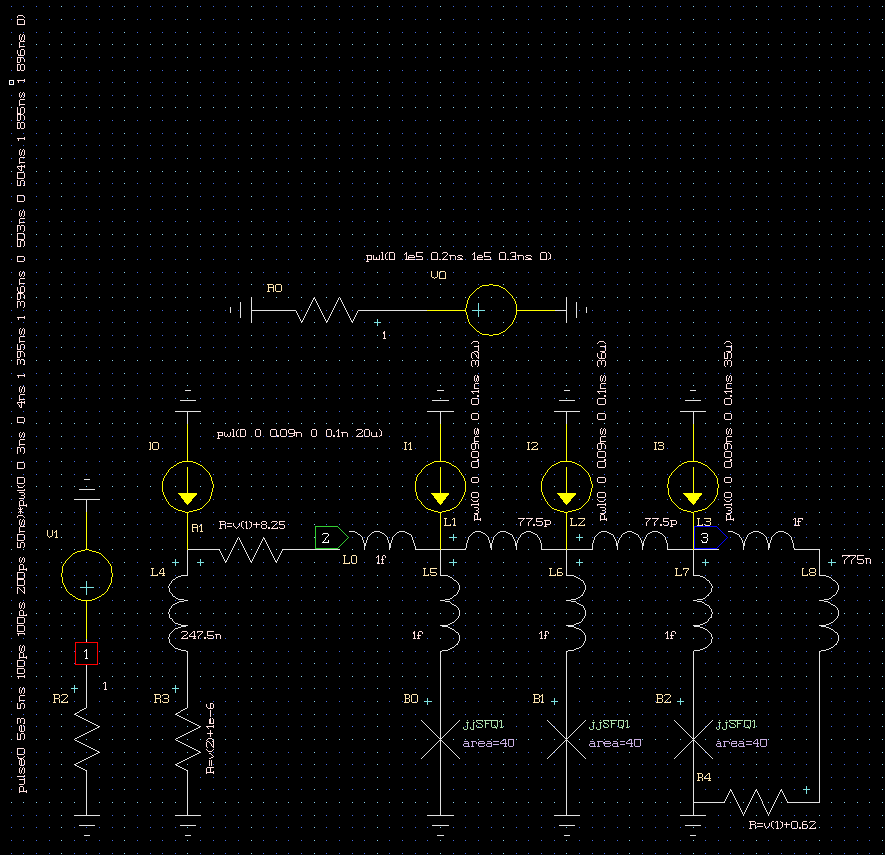 pulse(0 5e3 5ns 100ps 100ps 200ps 50ns)*pwl(0 0 3ns 0 4ns 1 395ns 1 396ns 0 503ns 0 504ns 1 895ns 1 896ns 0)
pwl(0 1e5 0.2ns 1e5 0.3ns 0)
V0
R0
1
pwl(0 0 0.09ns 0 0.1ns 32u)
pwl(0 0 0.09ns 0 0.1ns 36u)
pwl(0 0 0.09ns 0 0.1ns 35u)
pwl(0 0 0.09n 0 0.1n 20u)
I0
I1
I2
I3
V1
R1
R=v(1)+8.25
2
L0
1f
L1
77.5p
L2
77.5p
L3
3
1f
L4
247.5n
L5
1f
L6
1f
L7
1f
L8
775n
1
1
R2
R3
R=v(2)+1e-6
B0
jjSFQ1
area=40
B1
jjSFQ1
area=40
B2
jjSFQ1
area=40
R4
R=v(1)+0.62